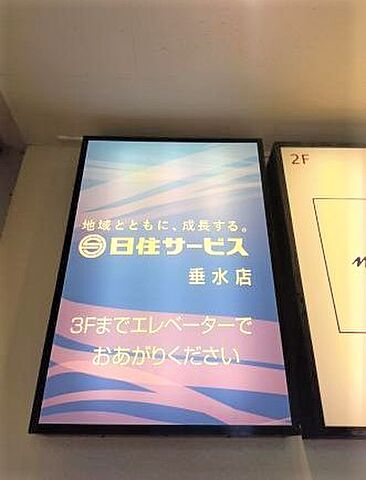 地域とともに、成長する。
日住サービス
垂水店
3Fまでエレベーターで
おあがりください
2F